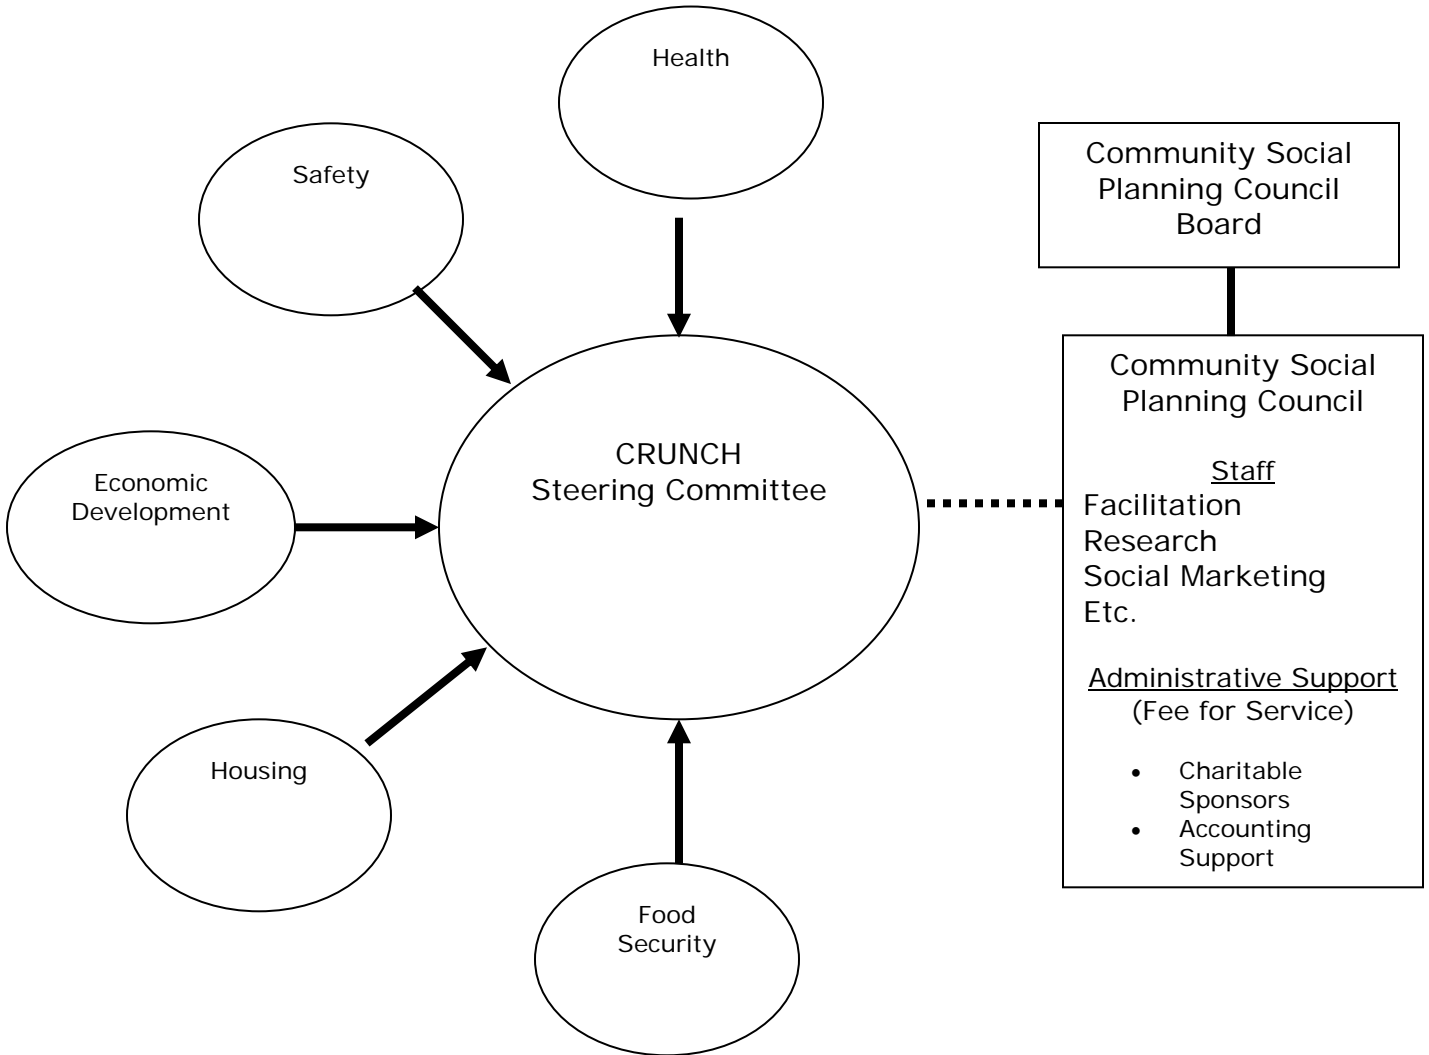 Health
Safety
Economic
Development
Housing
Food
Security
CRUNCH
Steering Committee
Community Social
Planning Council
Board
Community Social
Planning Council
Staff
Facilitation
Research
Social Marketing
Etc.
Administrative Support
(Fee for Service)
• Charitable
Sponsors
• Accounting
Support